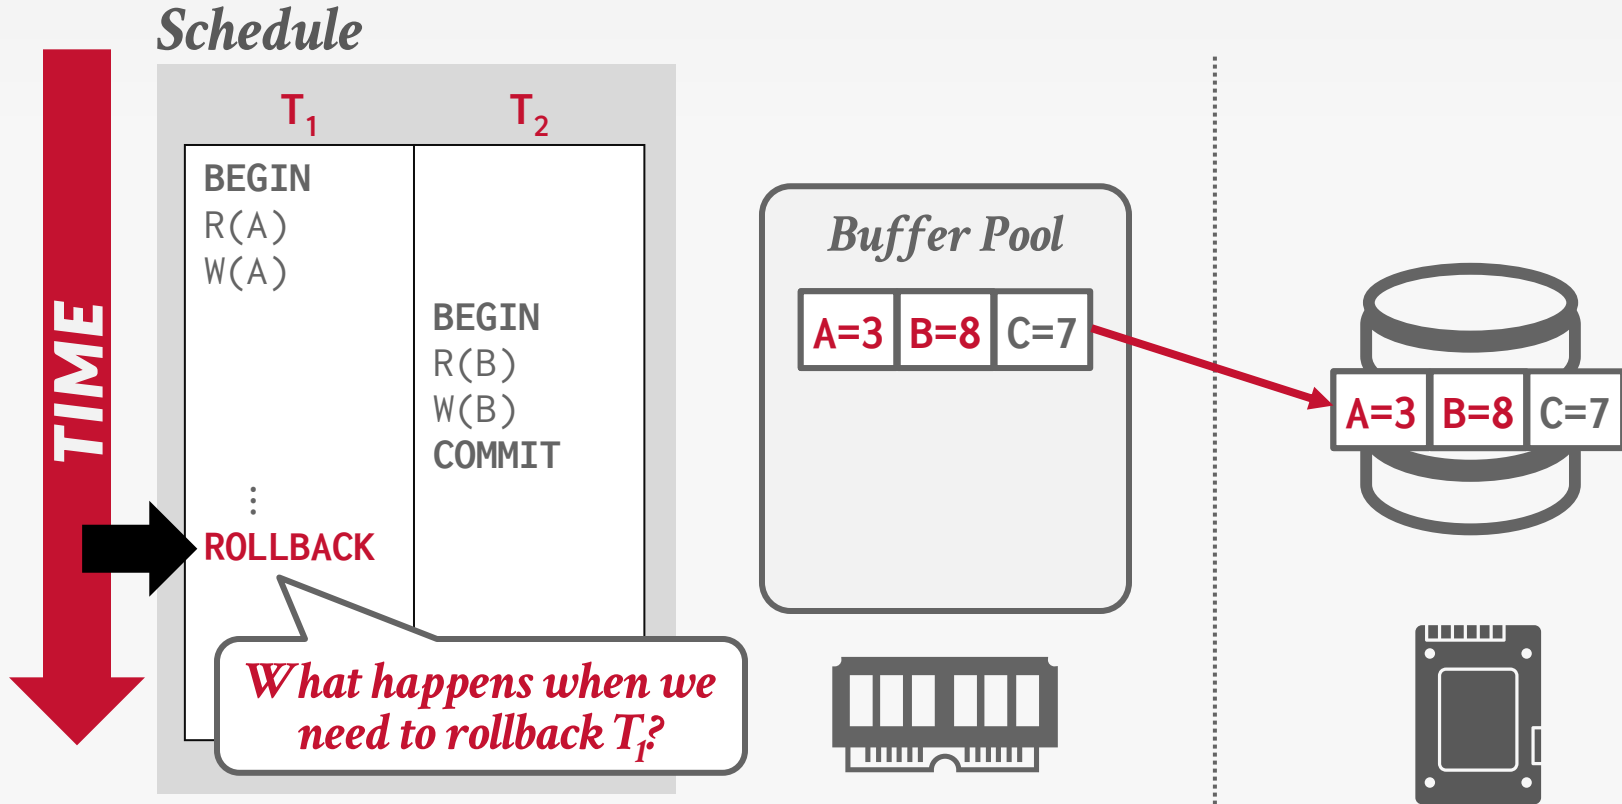 Schedule
TIME
T₁
T₂
BEGIN
R(A)
W(A)
BEGIN
R(B)
W(B)
COMMIT
⋮
ROLLBACK
What happens when we
need to rollback T₁?
Buffer Pool
A=3 B=8 C=7
A=3 B=8 C=7